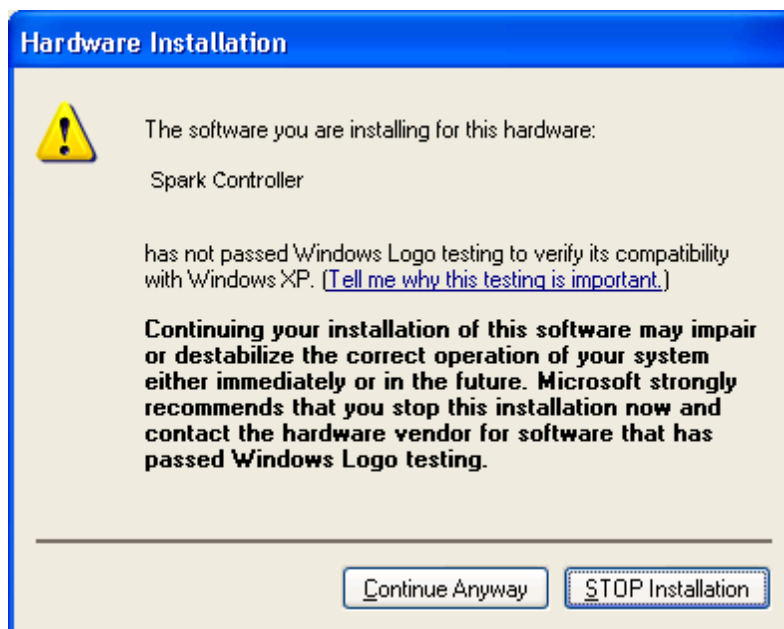 Hardware Installation
The software you are installing for this hardware:
Spark Controller
has not passed Windows Logo testing to verify its compatibility
with Windows XP. (Tell me why this testing is important.)
Continuing your installation of this software may impair
or destabilize the correct operation of your system
either immediately or in the future. Microsoft strongly
recommends that you stop this installation now and
contact the hardware vendor for software that has
passed Windows Logo testing.
Continue Anyway
STOP Installation